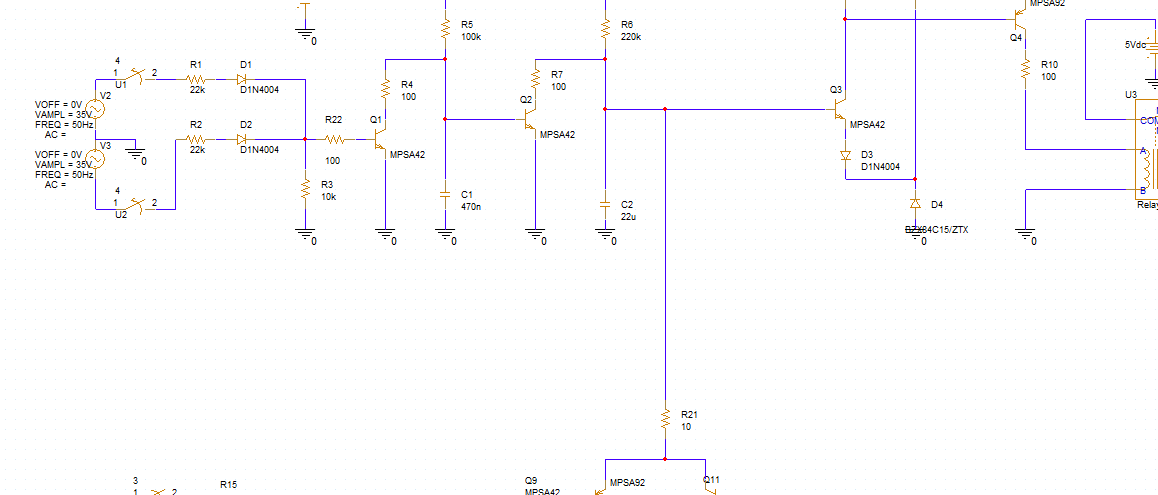 MPSA92
0
R5
100k
R6
220k
Q4
5Vdc
4
1
2
U1
R1
22k
D1
D1N4004
R4
100
R7
100
R10
100
V2
VOFF = 0V
VAMPL = 35V
FREQ = 50Hz
AC =
Q3
U3
Q2
MPSA42
MPSA42
COM
R2
22k
D2
D1N4004
R22
100
Q1
MPSA42
V3
0
VOFF = 0V
VAMPL = 35V
FREQ = 50Hz
AC =
D3
D1N4004
A
R3
10k
4
1
2
U2
C1
470n
C2
22u
D4
B
Relay
BZX84C15/ZTX
0
0
0
0
0
0
0
R21
10
3
1
2
R15
Q9
MPSA42
MPSA92
Q11